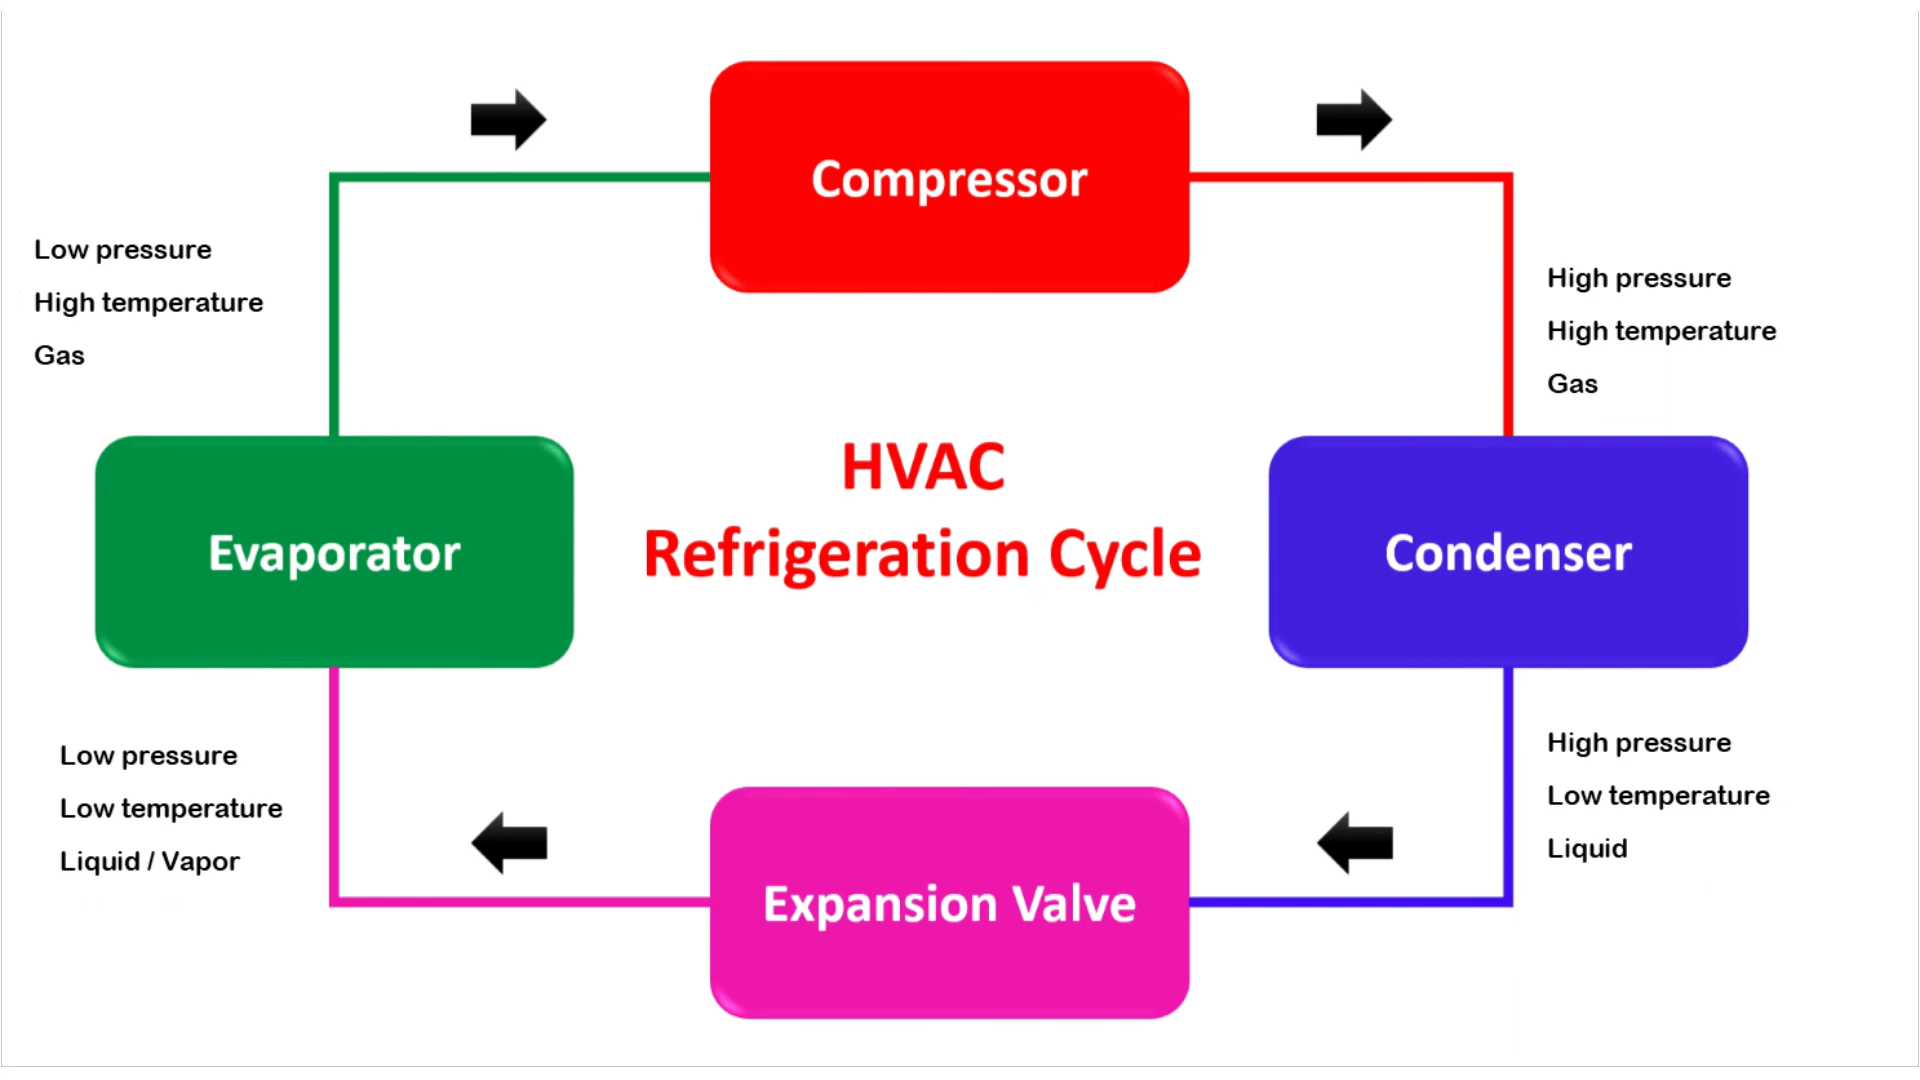 Compressor
Low pressure
High temperature
Gas
High pressure
High temperature
Gas
HVAC
Refrigeration Cycle
Evaporator
Condenser
Low pressure
Low temperature
Liquid / Vapor
High pressure
Low temperature
Liquid
Expansion Valve